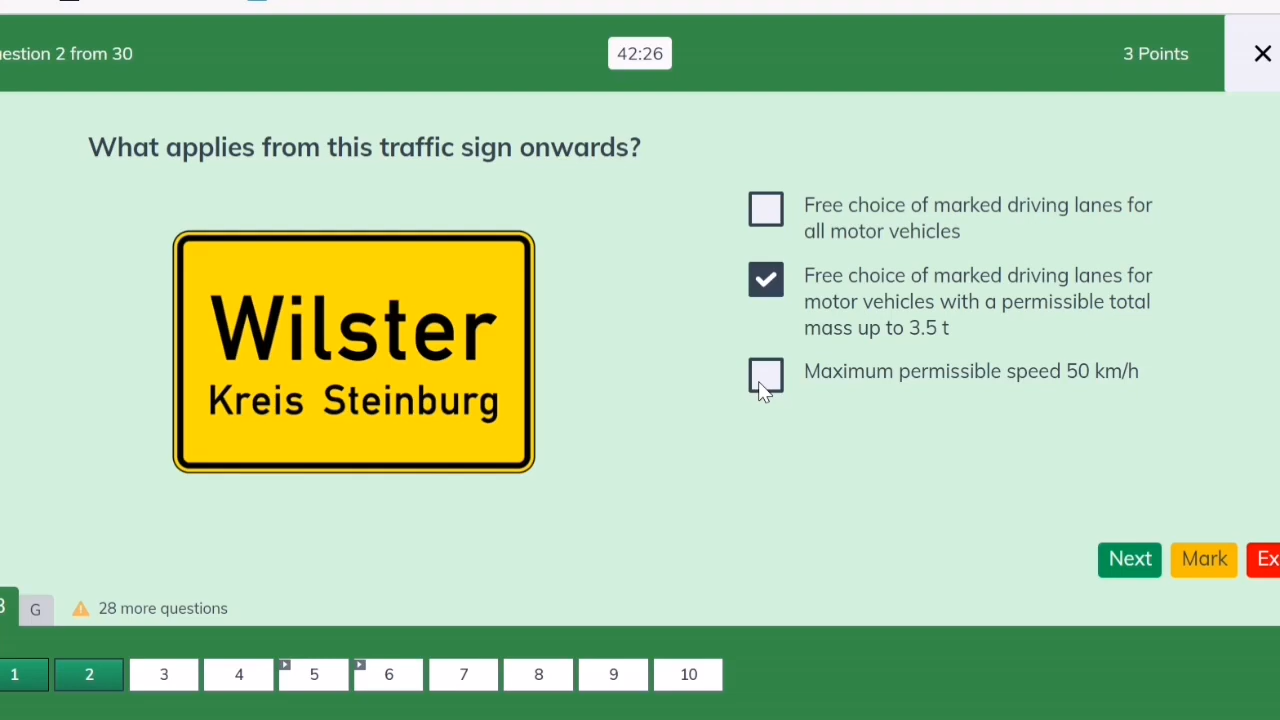 estion 2 from 30
42:26
3 Points
What applies from this traffic sign onwards?
Wilster
Kreis Steinburg
Free choice of marked driving lanes for
all motor vehicles
Free choice of marked driving lanes for
motor vehicles with a permissible total
mass up to 3.5 t
Maximum permissible speed 50 km/h
Next
Mark
Ex
G
28 more questions
1
2
3
4
5
6
7
8
9
10